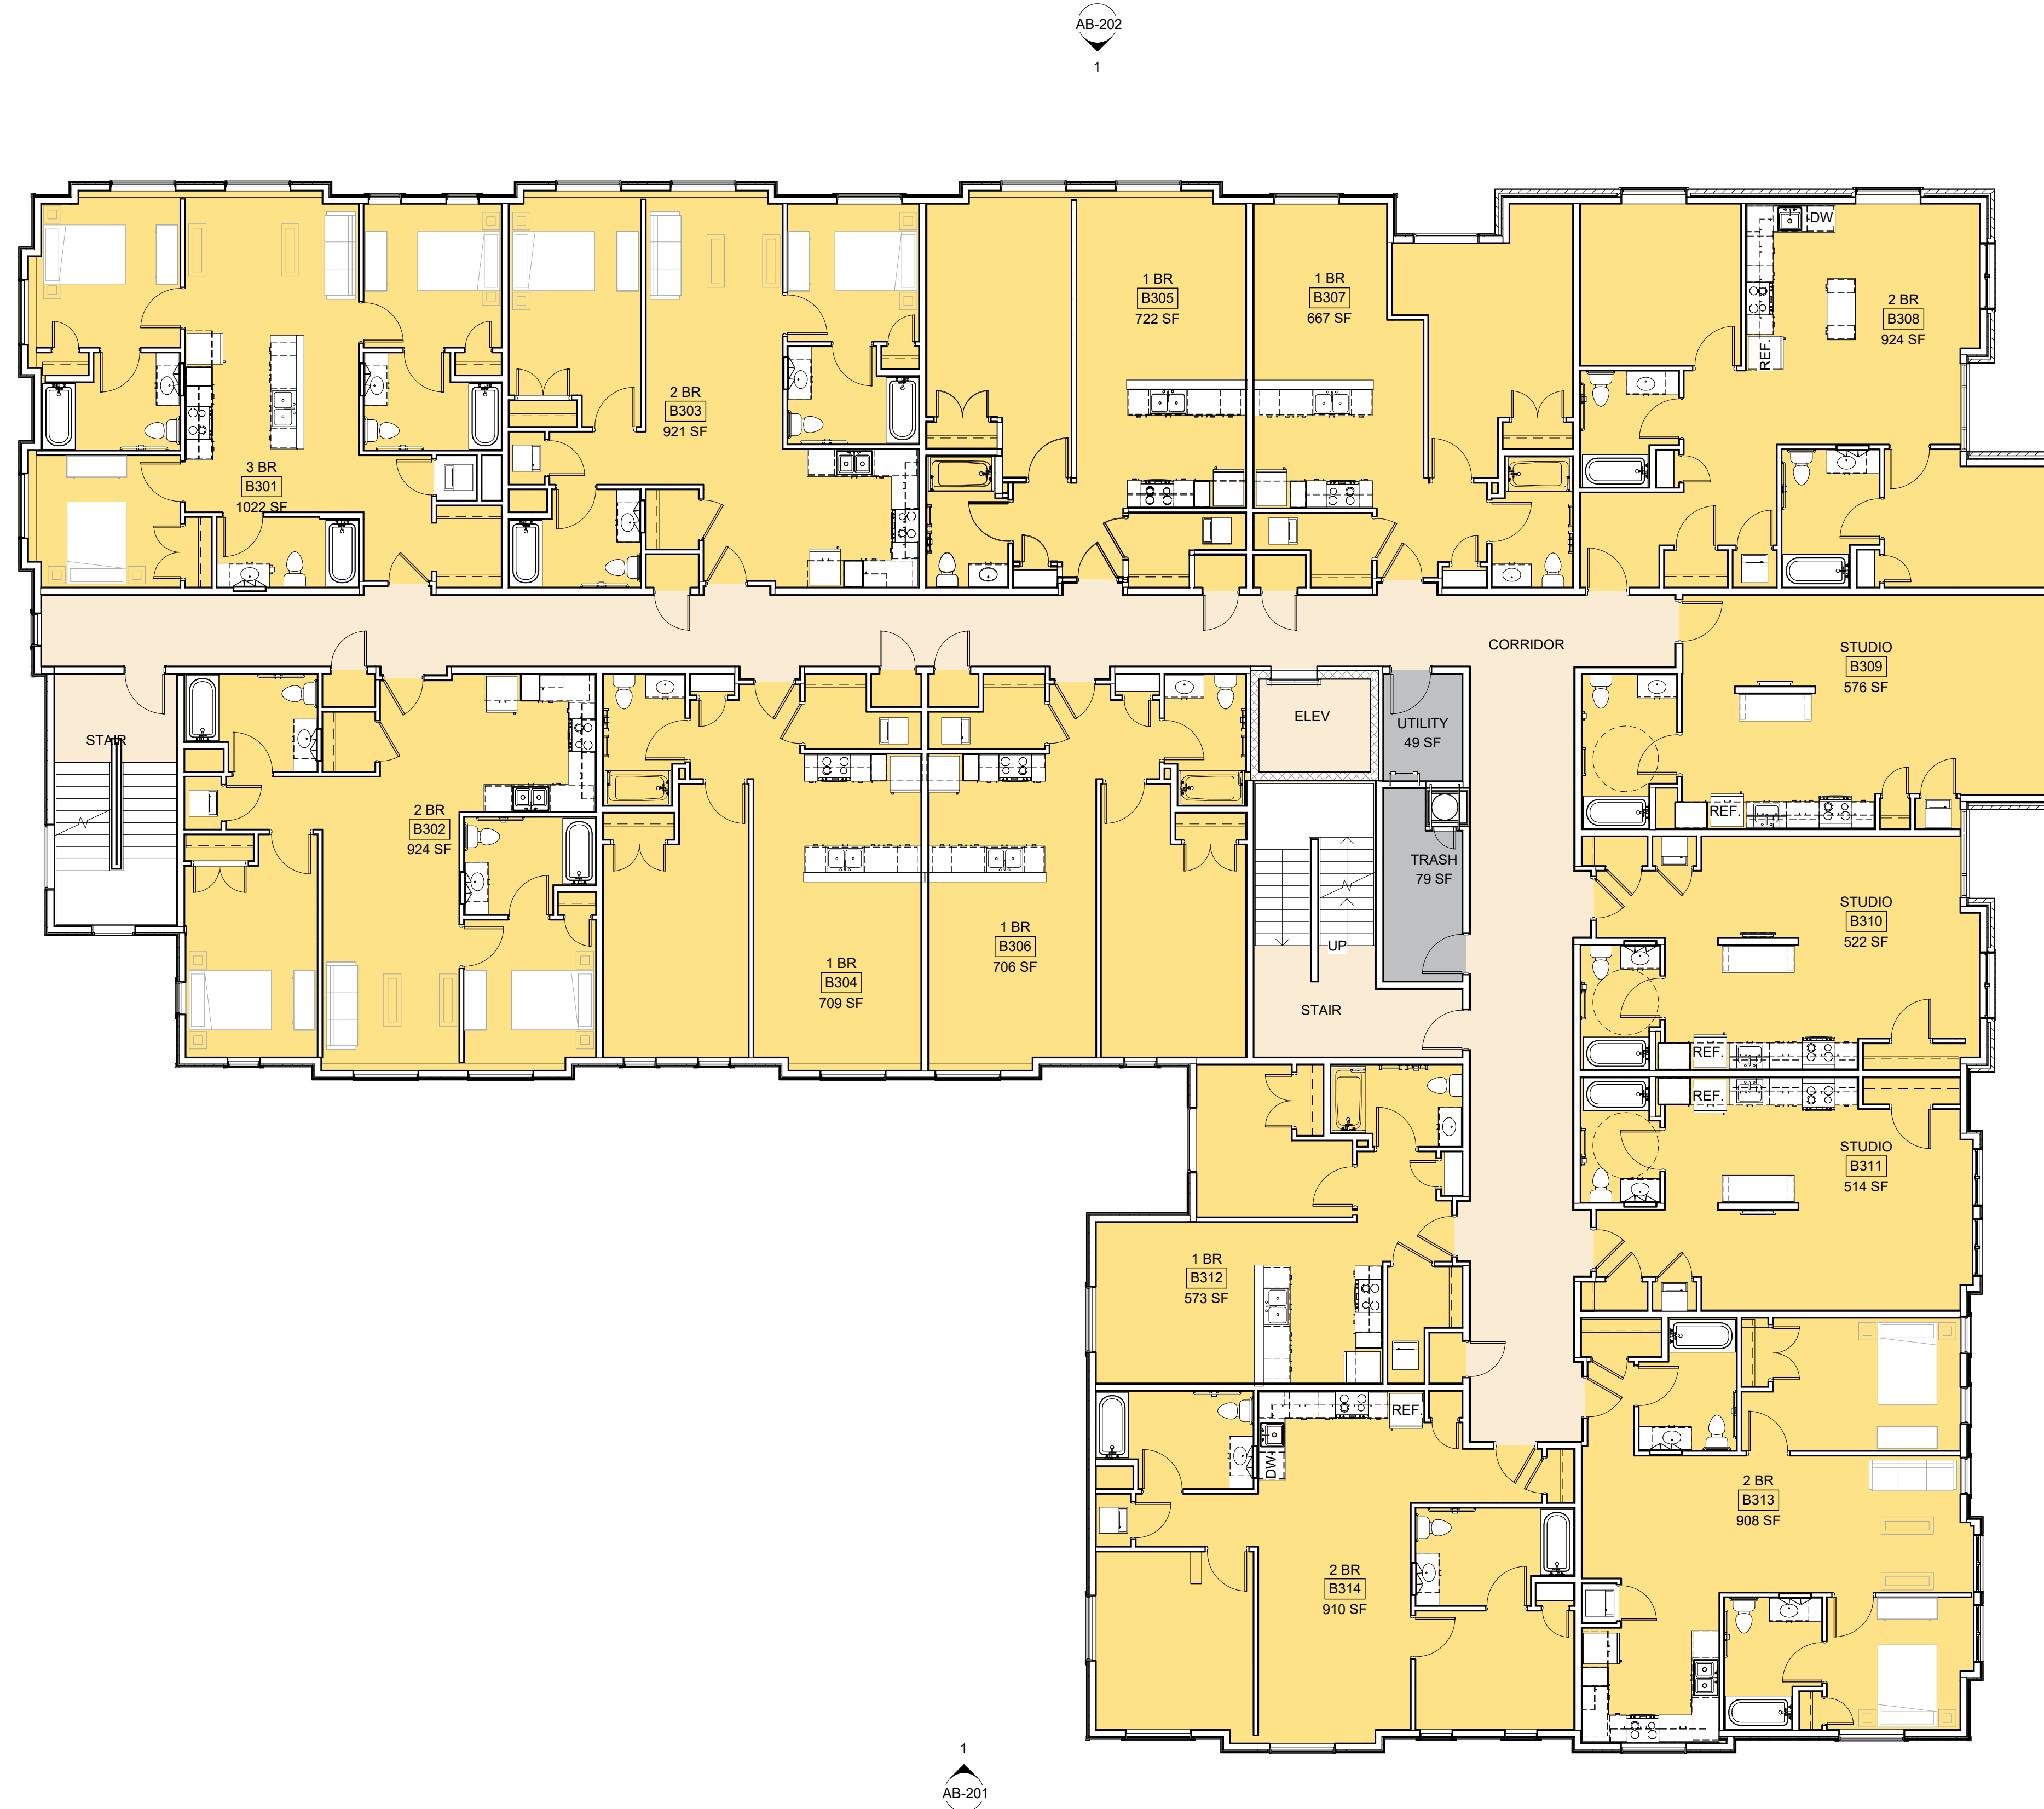 AB-202
1
1 BR
B305
722 SF
1 BR
B307
667 SF
DW
2 BR
B308
924 SF
REF.
2 BR
B303
921 SF
3 BR
B301
1022 SF
CORRIDOR
STUDIO
B309
576 SF
STAIR
ELEV
UTILITY
49 SF
2 BR
B302
924 SF
REF.
TRASH
79 SF
STUDIO
B310
522 SF
1 BR
B306
706 SF
UP
1 BR
B304
709 SF
STAIR
REF.
REF.
STUDIO
B311
514 SF
1 BR
B312
573 SF
REF.
DW
2 BR
B313
908 SF
2 BR
B314
910 SF
1
AB-201